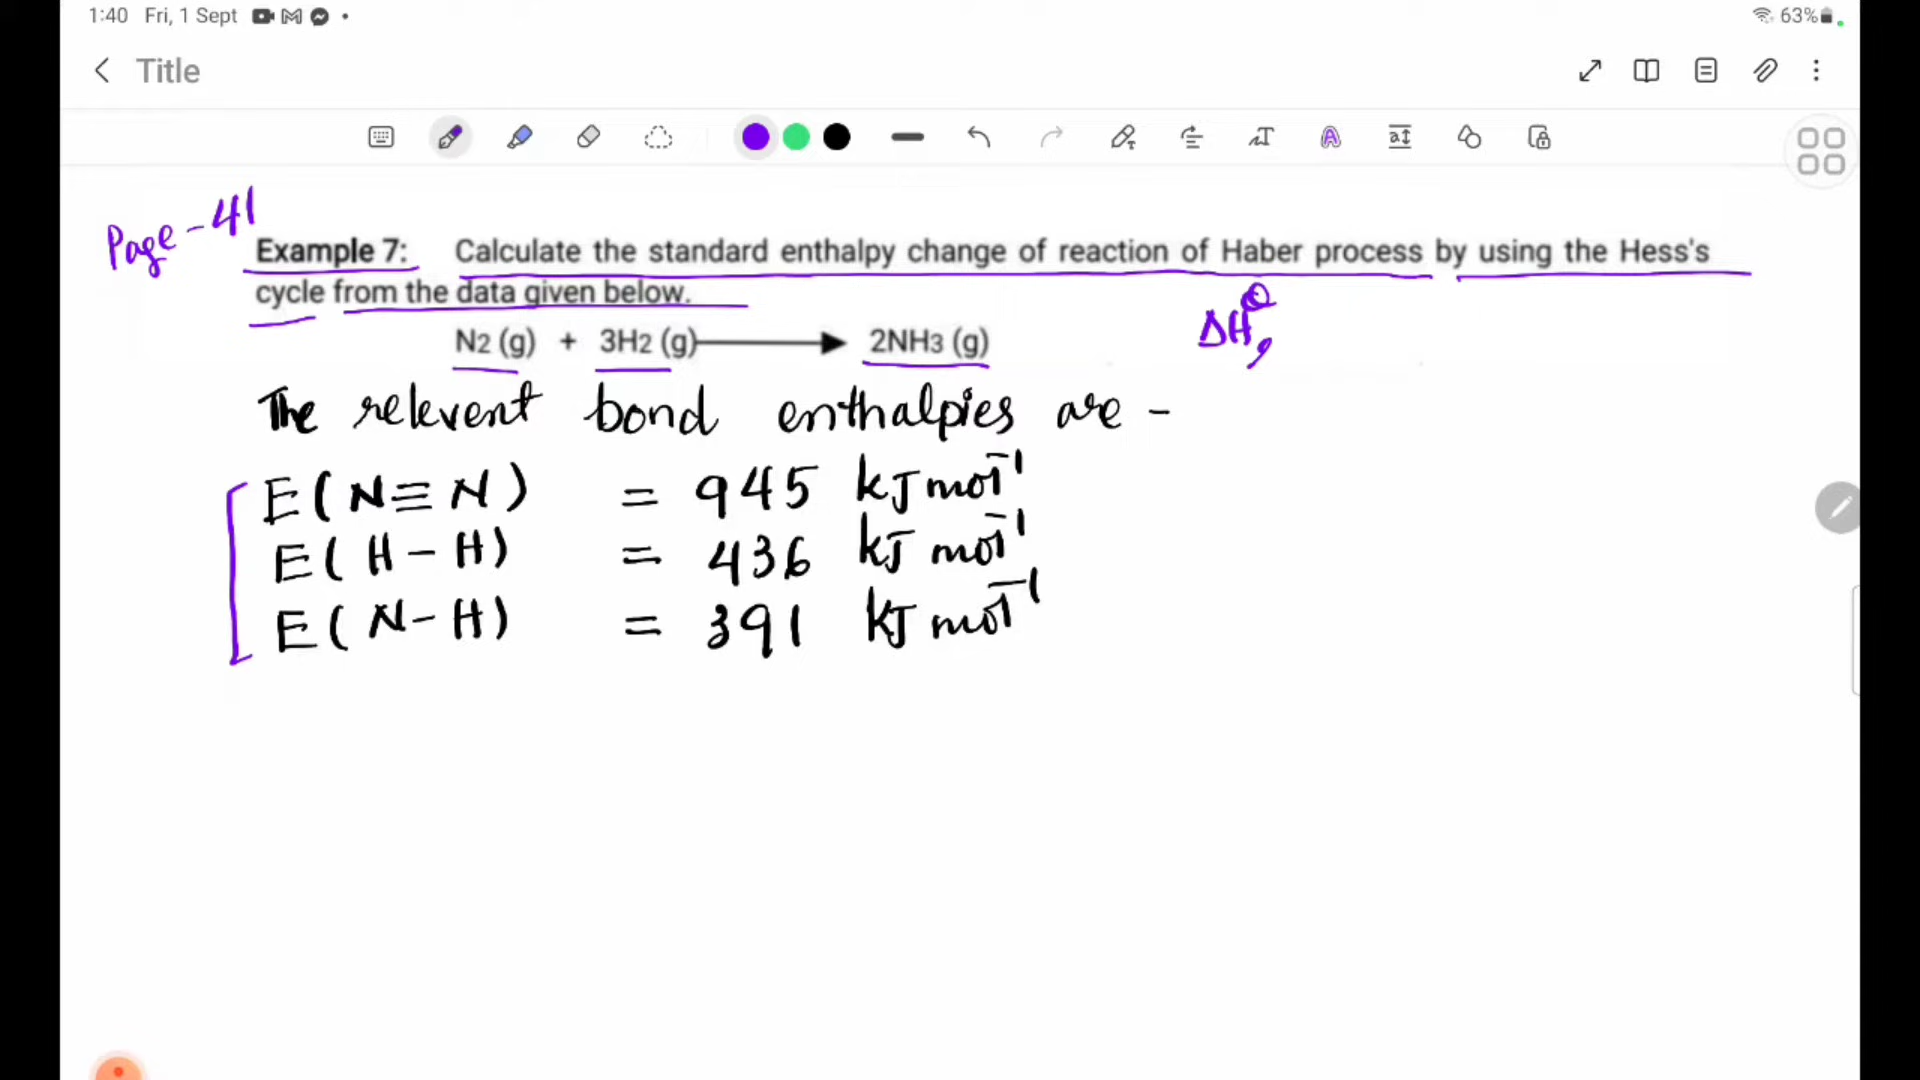 1:40 Fri, 1 Sept
63%
Title
Page - 41
Example 7: Calculate the standard enthalpy change of reaction of Haber process by using the Hess's
cycle from the data given below.
N2 (g) + 3H2 (g) ⟶ 2NH3 (g)
The relevent bond enthalpies are -
E(N≡N) = 945 kJ mol⁻¹
E(H-H) = 436 kJ mol⁻¹
E(N-H) = 391 kJ mol⁻¹